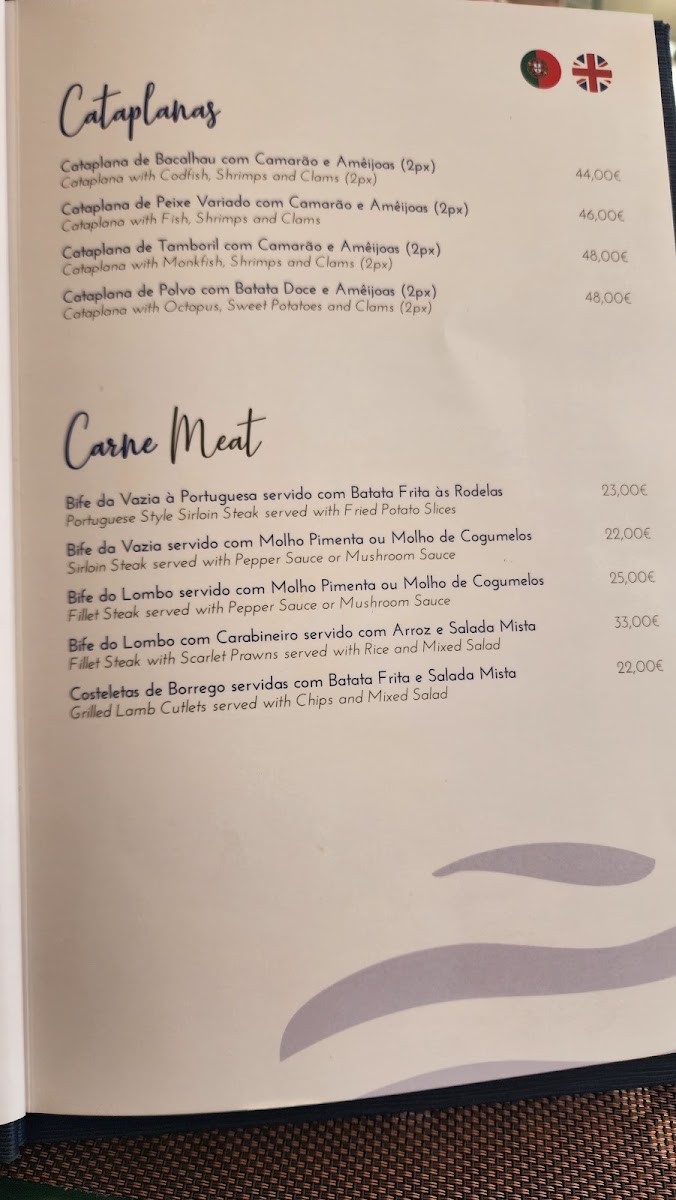 Cataplanas
Cataplana de Bacalhau com Camarão e Amêijoas (2px) 44,00€
Cataplana with Codfish, Shrimps and Clams (2px)
Cataplana de Peixe Variado com Camarão e Amêijoas (2px) 46,00€
Cataplana with Fish, Shrimps and Clams
Cataplana de Tamboril com Camarão e Amêijoas (2px) 48,00€
Cataplana with Monkfish, Shrimps and Clams (2px)
Cataplana de Polvo com Batata Doce e Amêijoas (2px) 48,00€
Cataplana with Octopus, Sweet Potatoes and Clams (2px)
Carne Meat
Bife da Vazia à Portuguesa servido com Batata Frita às Rodelas 23,00€
Portuguese Style Sirloin Steak served with Fried Potato Slices
Bife da Vazia servido com Molho Pimenta ou Molho de Cogumelos 22,00€
Sirloin Steak served with Pepper Sauce or Mushroom Sauce
Bife do Lombo servido com Molho Pimenta ou Molho de Cogumelos 25,00€
Fillet Steak served with Pepper Sauce or Mushroom Sauce
Bife do Lombo com Carabineiro servido com Arroz e Salada Mista 33,00€
Fillet Steak with Scarlet Prawns served with Rice and Mixed Salad
Costeletas de Borrego servidas com Batata Frita e Salada Mista 22,00€
Grilled Lamb Cutlets served with Chips and Mixed Salad